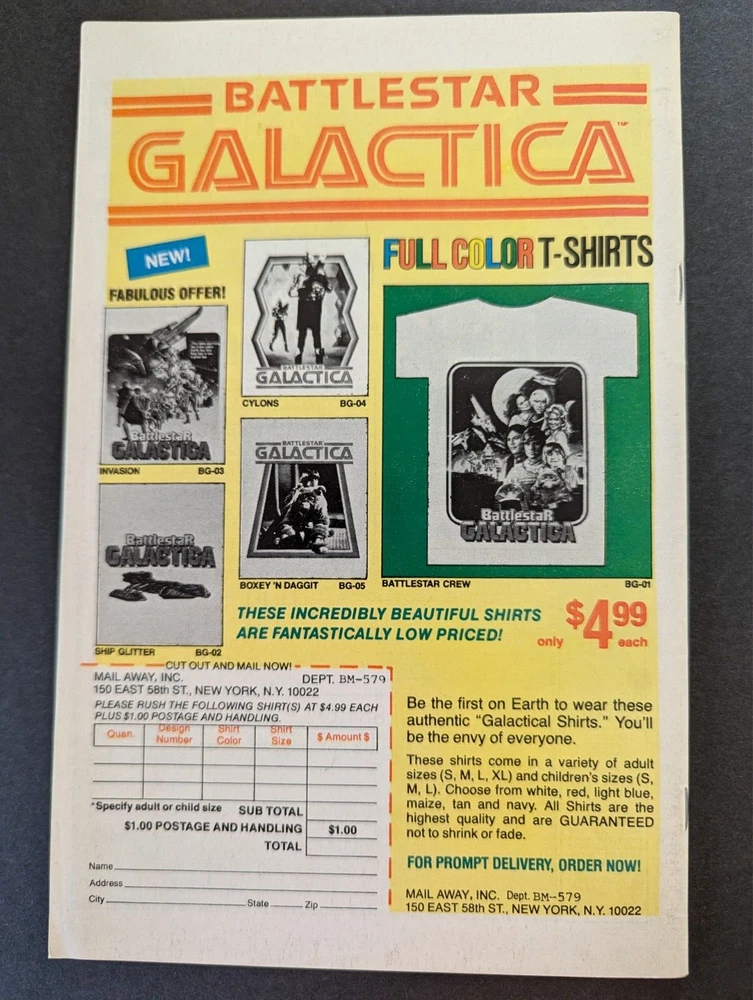 BATTLESTAR
GALACTICA™
NEW!
FABULOUS OFFER!
FULL COLOR T-SHIRTS
BattlestaR
GALACTICA
INVASION BG-03
BATTLESTAR
GALACTICA
CYLONS BG-04
BATTLESTAR
GALACTICA
BOXEY 'N DAGGIT BG-05
BattlestaR
GALACTICA
SHIP GLITTER BG-02
BattlestaR
GALACTICA
BATTLESTAR CREW BG-01
THESE INCREDIBLY BEAUTIFUL SHIRTS
ARE FANTASTICALLY LOW PRICED!
only $4.99 each
CUT OUT AND MAIL NOW!
MAIL AWAY, INC. DEPT. BM-579
150 EAST 58th ST., NEW YORK, N.Y. 10022
PLEASE RUSH THE FOLLOWING SHIRT(S) AT $4.99 EACH
PLUS $1.00 POSTAGE AND HANDLING.
Quan. Design Number Shirt Color Shirt Size $ Amount $
*Specify adult or child size SUB TOTAL
$1.00 POSTAGE AND HANDLING $1.00
TOTAL
Name
Address
City State Zip
Be the first on Earth to wear these
authentic "Galactical Shirts." You'll
be the envy of everyone.
These shirts come in a variety of adult
sizes (S, M, L, XL) and children's sizes (S,
M, L). Choose from white, red, light blue,
maize, tan and navy. All Shirts are the
highest quality and are GUARANTEED
not to shrink or fade.
FOR PROMPT DELIVERY, ORDER NOW!
MAIL AWAY, INC. Dept. BM-579
150 EAST 58th ST., NEW YORK, N.Y. 10022